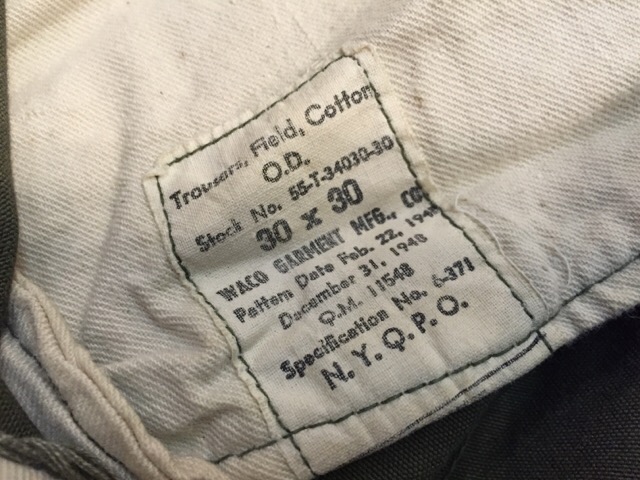 Trousers, Field, Cotton
O.D.
Stock No. 55-T-34030-30
30 x 30
WACO GARMENT MFG., CO
Pattern Date Feb. 22, 194
December 31, 1948
Q.M. 11548
Specification No. 6-371
N.Y.Q.P.O.